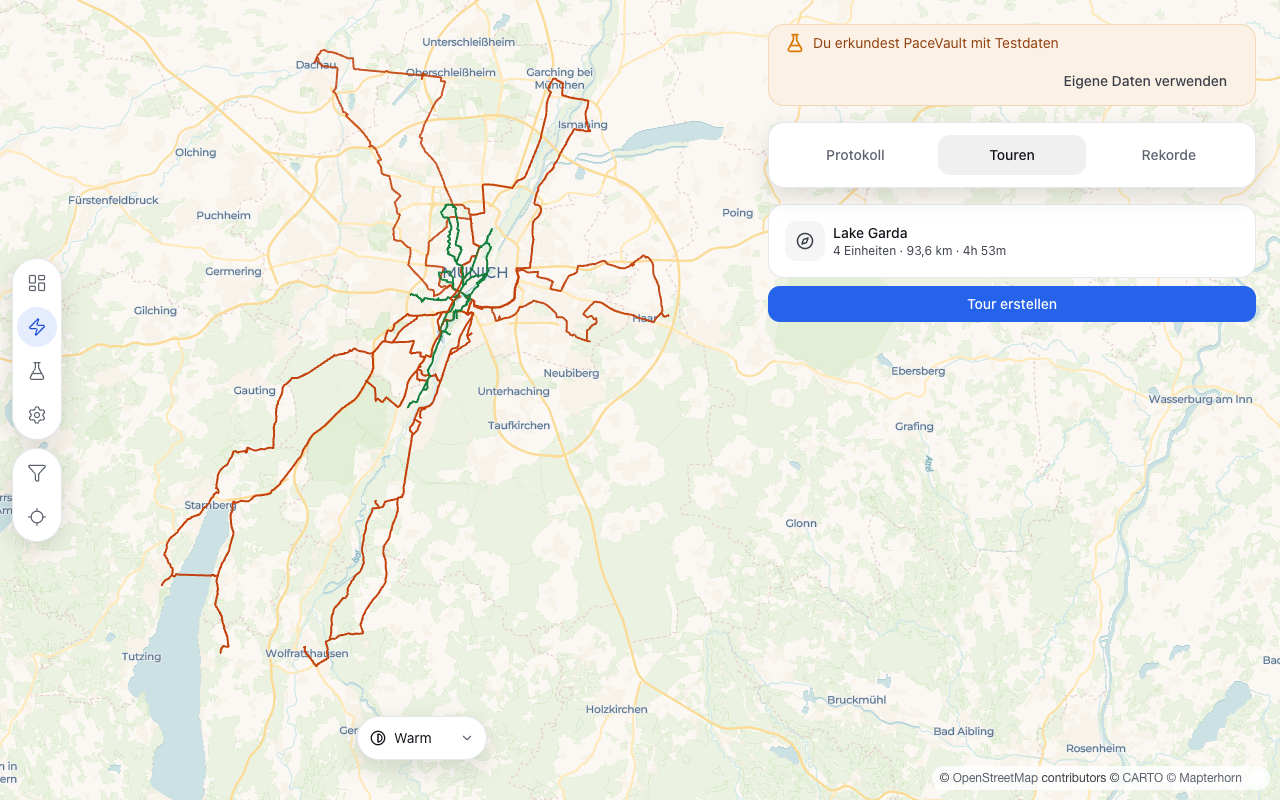 Du erkundest PaceVault mit Testdaten
Eigene Daten verwenden
Protokoll
Touren
Rekorde
Lake Garda
4 Einheiten · 93,6 km · 4h 53m
Tour erstellen
Unterschleißheim
Dachau
Oberschleißheim
Garching bei
München
Ismaning
Olching
Fürstenfeldbruck
Puchheim
Poing
Germering
MUNICH
Gilching
Haar
Neubiberg
Ebersberg
Gauting
Unterhaching
Wasserburg am Inn
Taufkirchen
Grafing
Attel
Starnberg
Glonn
Isar
Wolfratshausen
Tutzing
Bruckmühl
Holzkirchen
Bad Aibling
Rosenheim
Warm
© OpenStreetMap contributors © CARTO © Mapterhorn